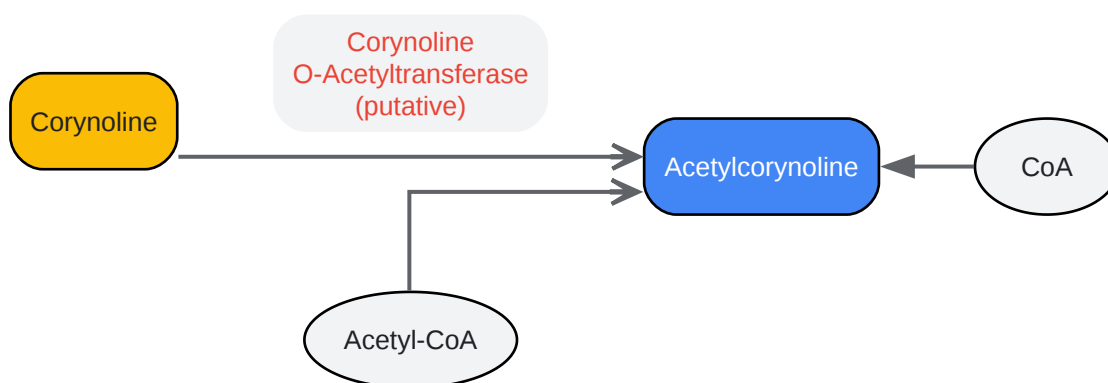 Corynoline
O-Acetyltransferase
(putative)
Corynoline
Acetylcorynoline
CoA
Acetyl-CoA